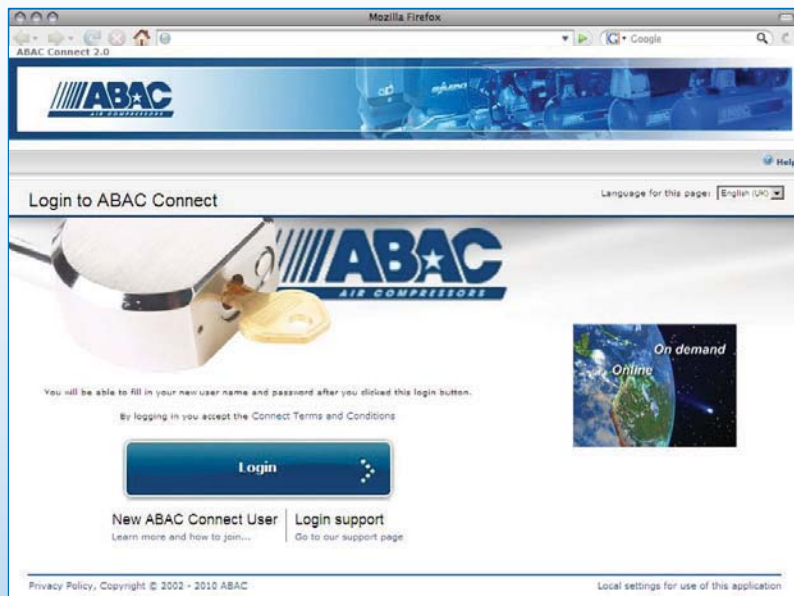 Mozilla Firefox
Google
ABAC Connect 2.0
ABAC
AIR COMPRESSORS
Help
Login to ABAC Connect
Language for this page: English (UK)
ABAC
AIR COMPRESSORS
On demand
Online
You will be able to fill in your new user name and password after you clicked this login button.
By logging in you accept the Connect Terms and Conditions
Login
New ABAC Connect User
Login support
Learn more and how to join...
Go to our support page
Privacy Policy, Copyright © 2002 - 2010 ABAC
Local settings for use of this application